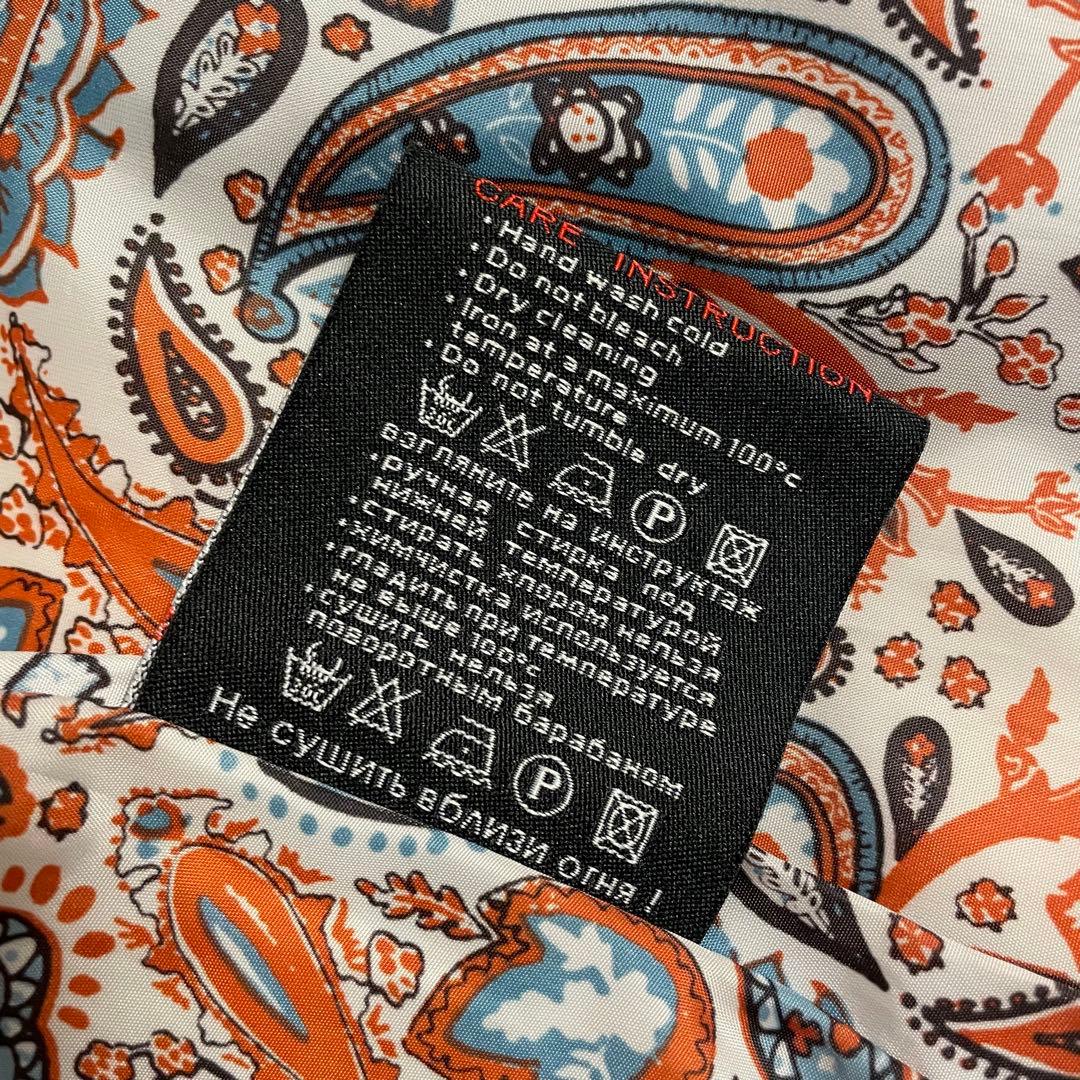 CARE INSTRUCTION
• Hand wash cold
• Do not bleach
• Dry cleaning
• Iron at a maximum 100°c
temperature
• Do not tumble dry
P
взгляните на инструктаж
•ручная стирка под
нижней температурой
•стирать хлором нельзя
•химчистка используется
•гладить при температуре
не выше 100°с
•сушить нельзя
поворотным барабаном
P
Не сушить вблизи огня !